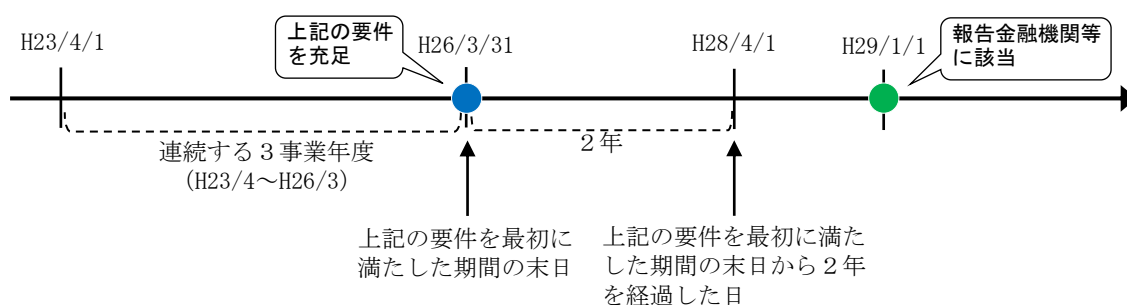 上記の要件
を充足
報告金融機関等
に該当
H23/4/1
H26/3/31
H28/4/1
H29/1/1
連続する3事業年度
(H23/4~H26/3)
2年
上記の要件を最初に
満たした期間の末日
上記の要件を最初に満た
した期間の末日から2年
を経過した日